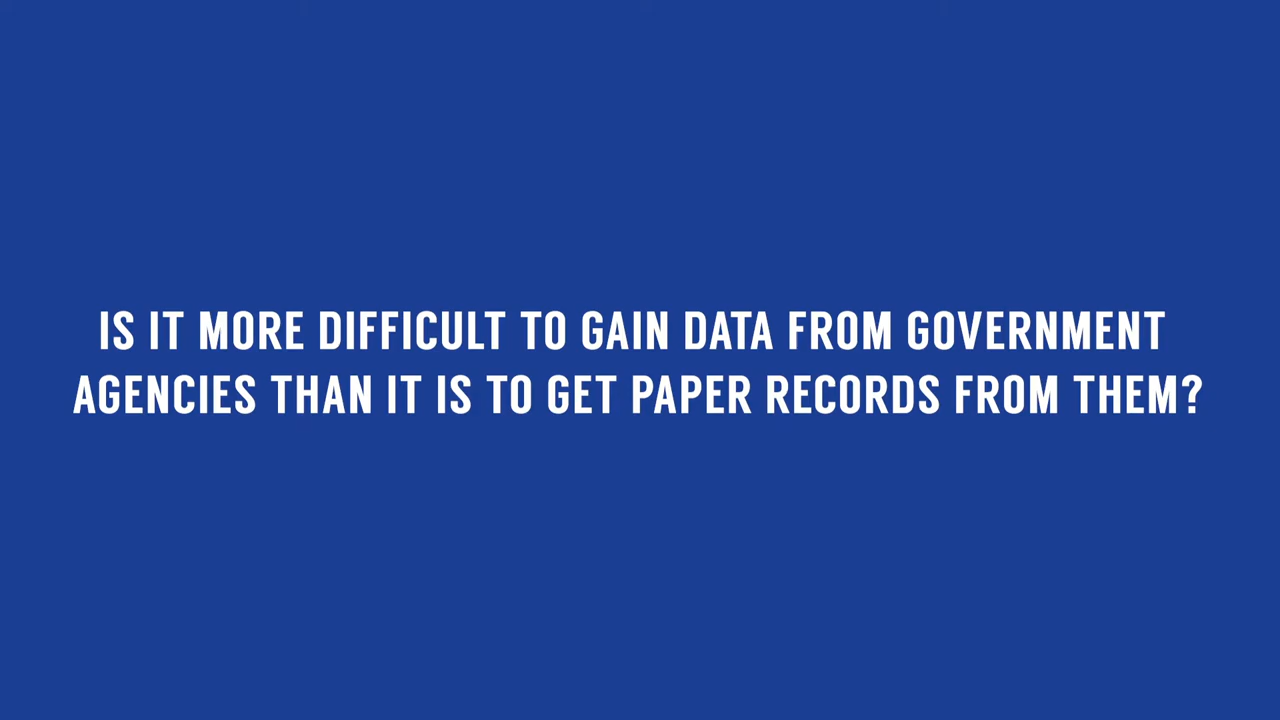 IS IT MORE DIFFICULT TO GAIN DATA FROM GOVERNMENT
AGENCIES THAN IT IS TO GET PAPER RECORDS FROM THEM?